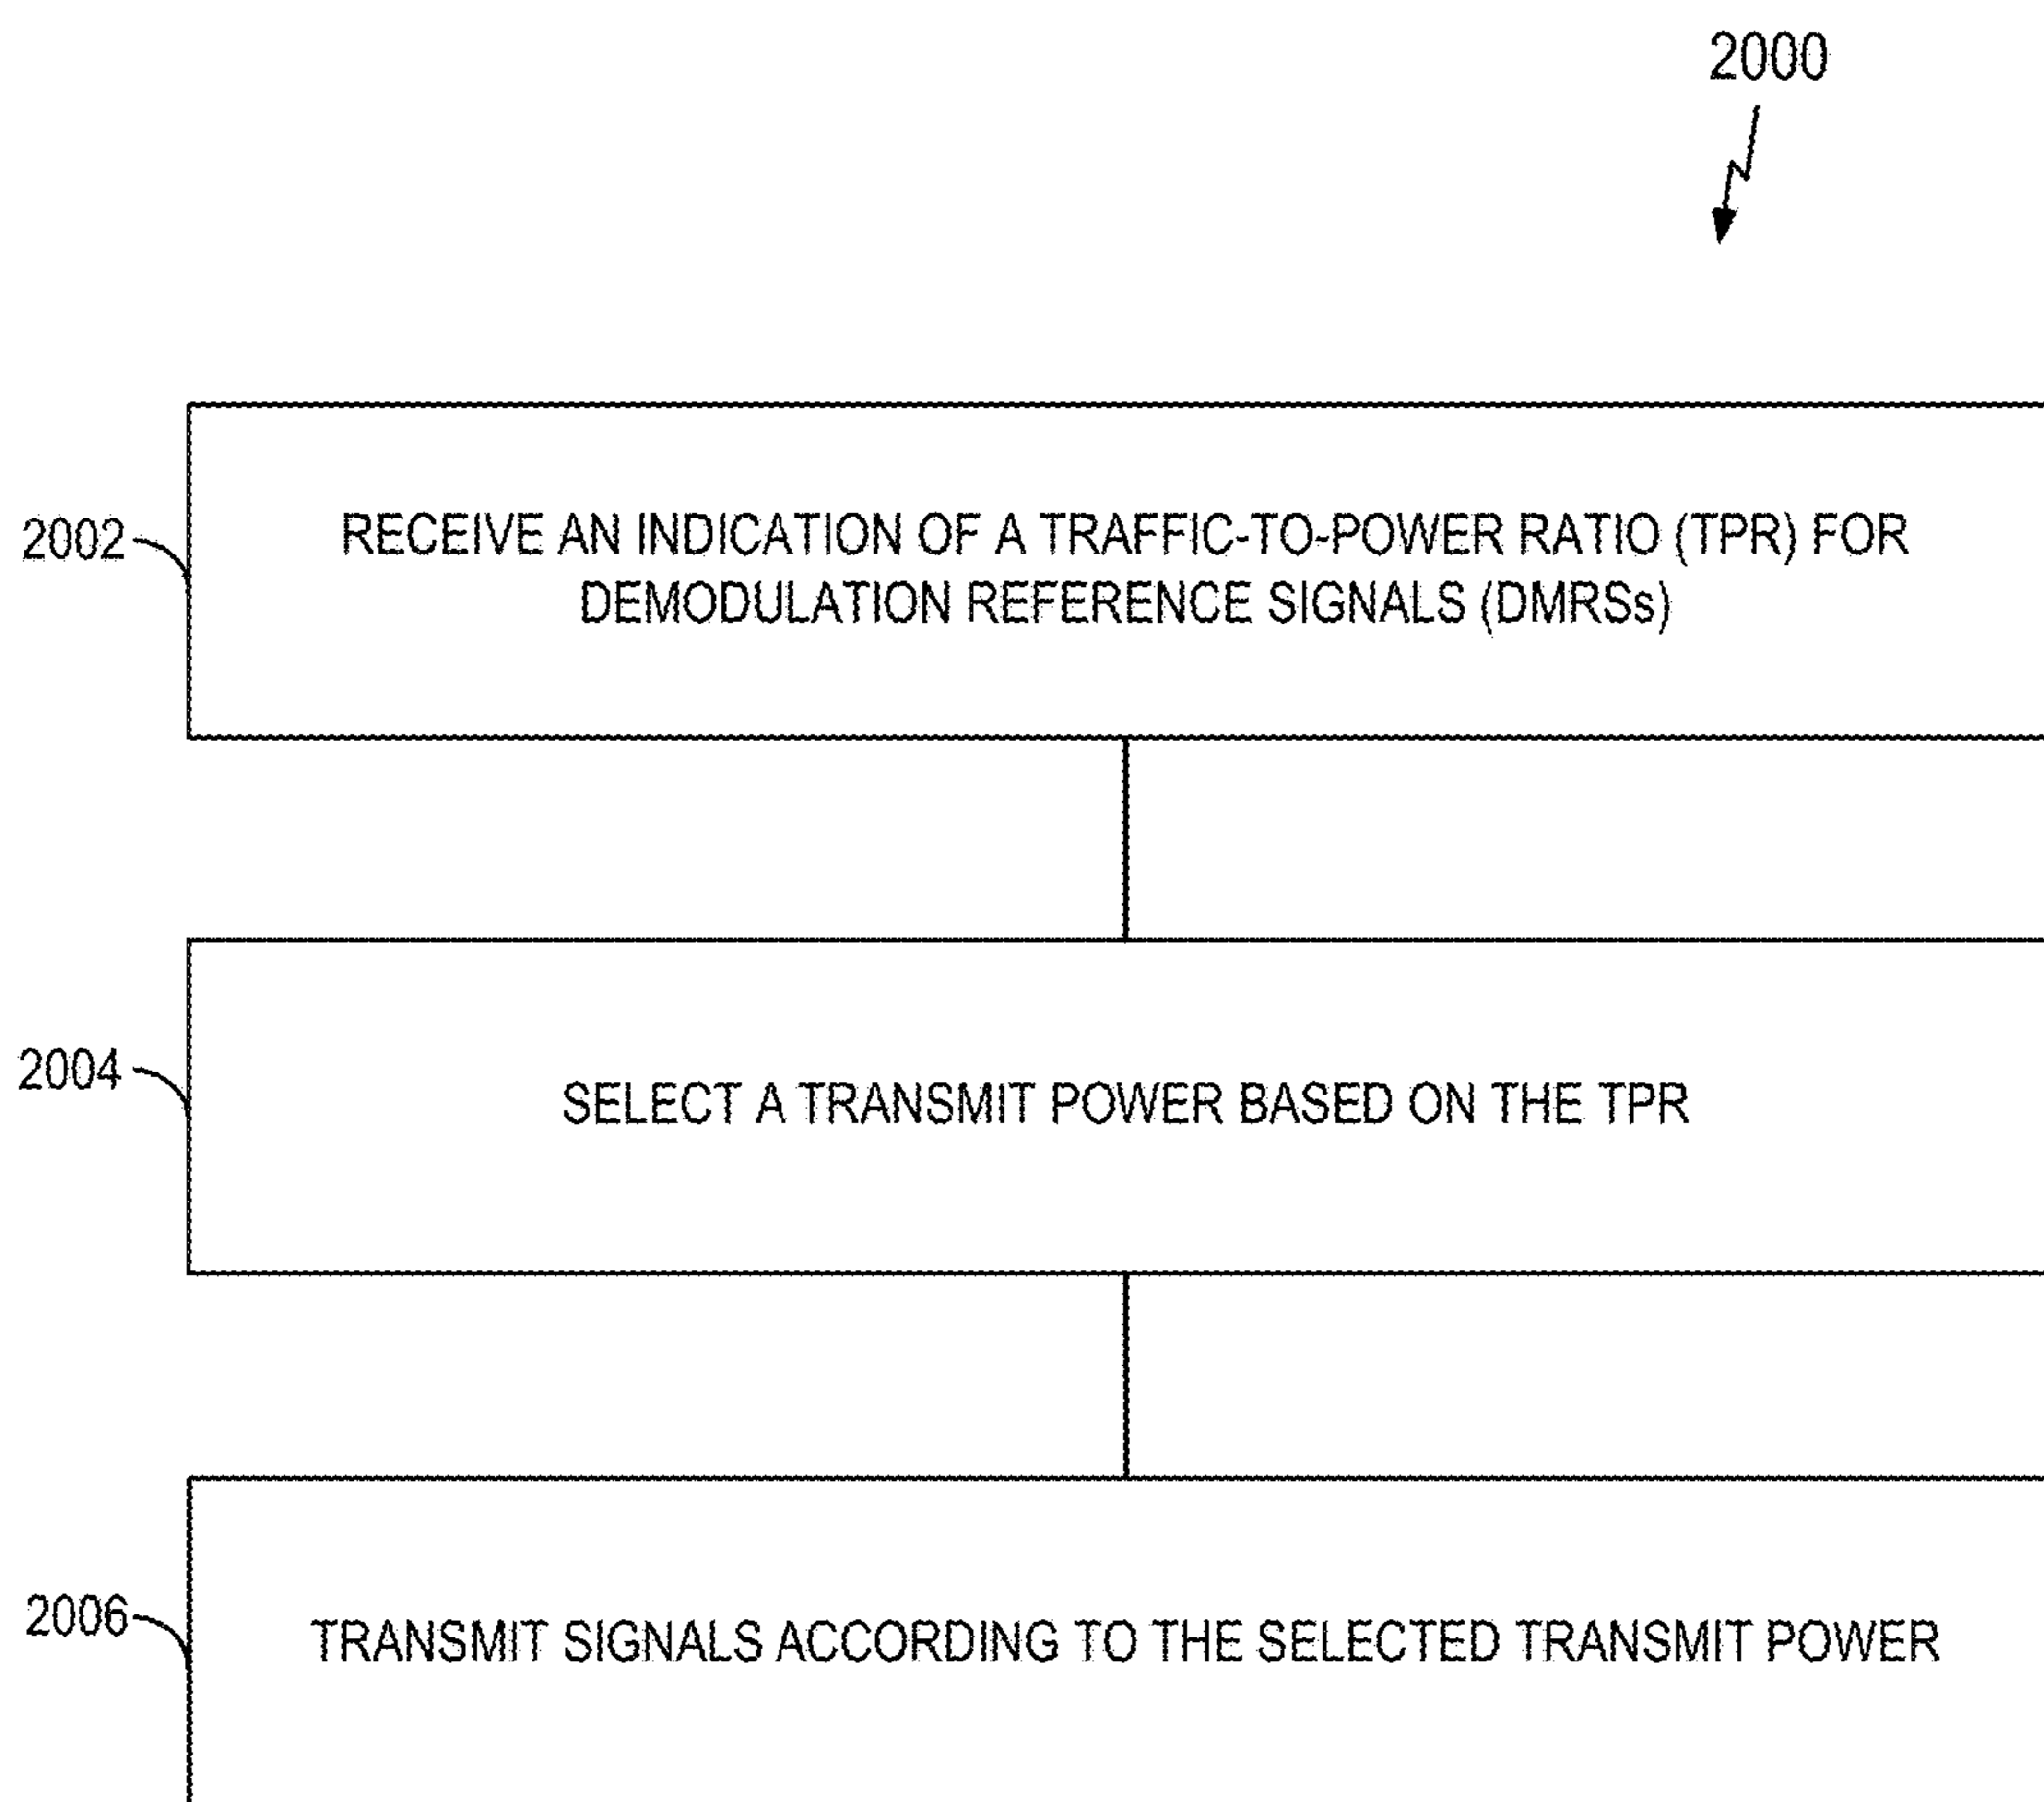 2000
2002
RECEIVE AN INDICATION OF A TRAFFIC-TO-POWER RATIO (TPR) FOR
DEMODULATION REFERENCE SIGNALS (DMRSs)
2004
SELECT A TRANSMIT POWER BASED ON THE TPR
2006
TRANSMIT SIGNALS ACCORDING TO THE SELECTED TRANSMIT POWER